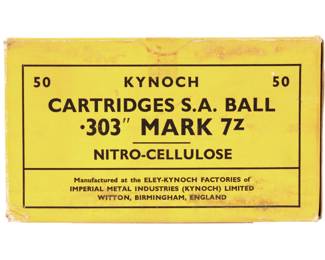 50 KYNOCH 50
CARTRIDGES S.A. BALL
·303" MARK 7z
NITRO-CELLULOSE
Manufactured at the ELEY-KYNOCH FACTORIES of
IMPERIAL METAL INDUSTRIES (KYNOCH) LIMITED
WITTON, BIRMINGHAM, ENGLAND